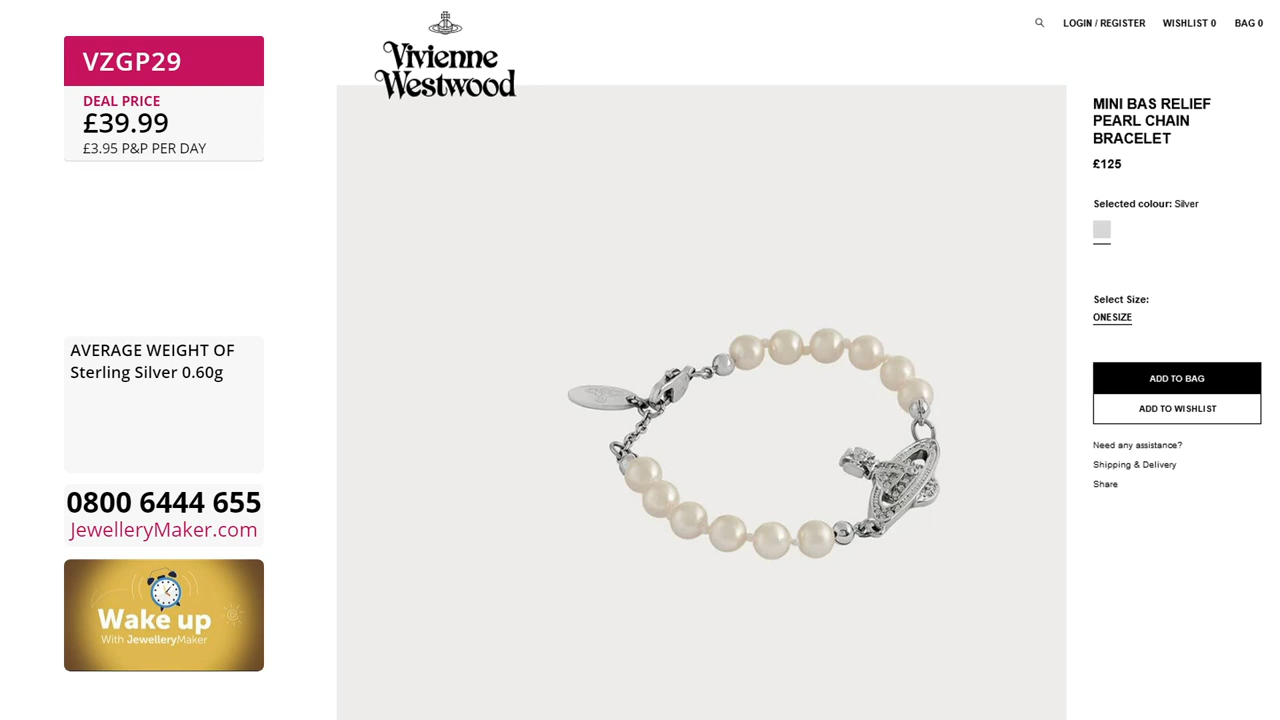 VZGP29
DEAL PRICE
£39.99
£3.95 P&P PER DAY
AVERAGE WEIGHT OF
Sterling Silver 0.60g
0800 6444 655
JewelleryMaker.com
Wake up
With JewelleryMaker
Vivienne
Westwood
LOGIN / REGISTER WISHLIST 0 BAG 0
MINI BAS RELIEF
PEARL CHAIN
BRACELET
£125
Selected colour: Silver
Select Size:
ONESIZE
ADD TO BAG
ADD TO WISHLIST
Need any assistance?
Shipping & Delivery
Share